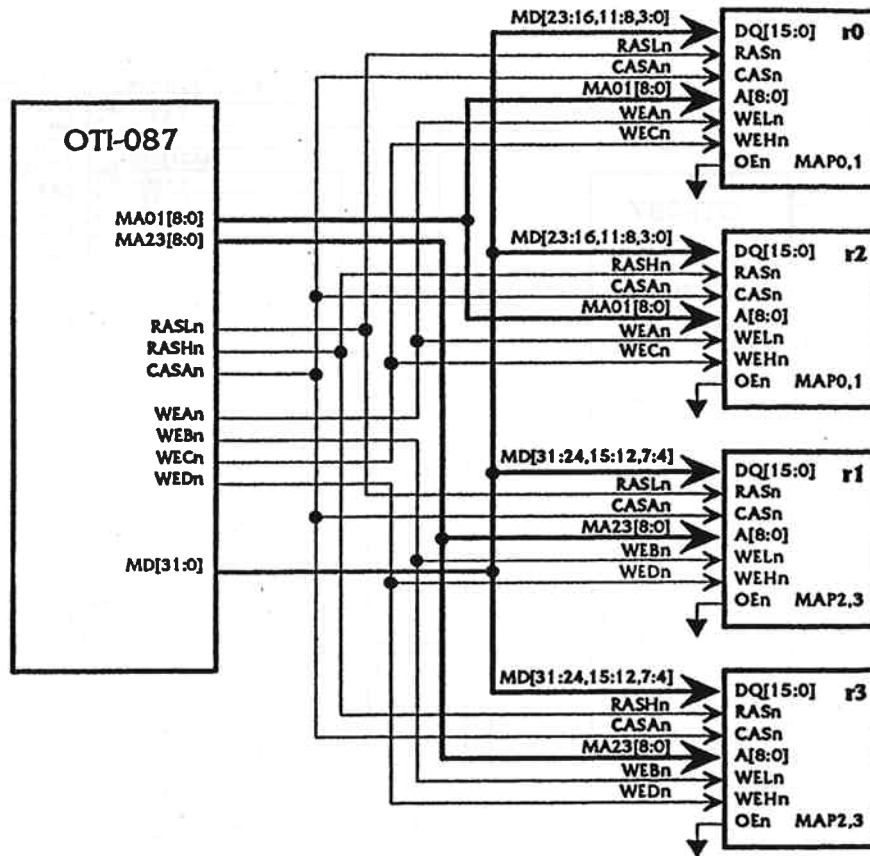 OTI-087
MA01[8:0]
MA23[8:0]
RASLn
RASHn
CASAn
WEAn
WEBn
WECn
WEDn
MD[31:0]
MD[23:16,11:8,3:0]
RASLn
CASAn
MA01[8:0]
WEAn
WECn
DQ[15:0] r0
RASn
CASn
A[8:0]
WELn
WEHn
OEn MAP0,1
MD[23:16,11:8,3:0]
RASHn
CASAn
MA01[8:0]
WEAn
WECn
DQ[15:0] r2
RASn
CASn
A[8:0]
WELn
WEHn
OEn MAP0,1
MD[31:24,15:12,7:4]
RASLn
CASAn
MA23[8:0]
WEBn
WEDn
DQ[15:0] r1
RASn
CASn
A[8:0]
WELn
WEHn
OEn MAP2,3
MD[31:24,15:12,7:4]
RASHn
CASAn
MA23[8:0]
WEBn
WEDn
DQ[15:0] r3
RASn
CASn
A[8:0]
WELn
WEHn
OEn MAP2,3